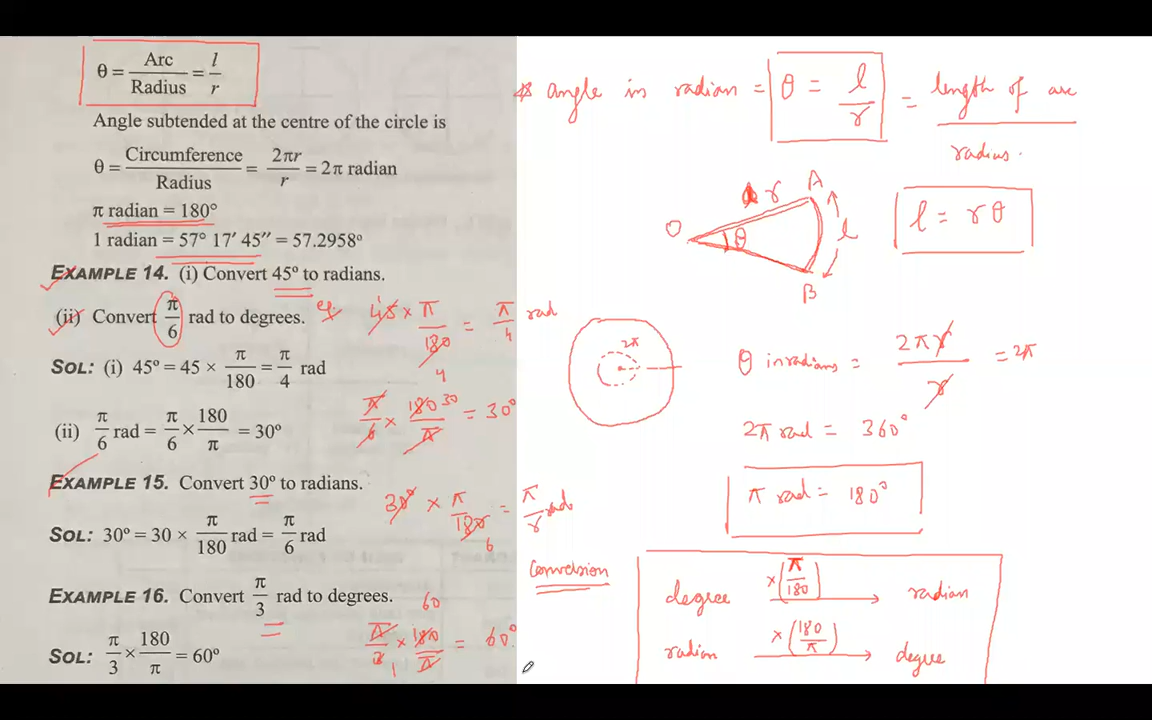 θ = Arc / Radius = l / r
Angle subtended at the centre of the circle is
θ = Circumference / Radius = 2πr / r = 2π radian
π radian = 180°
1 radian = 57° 17′ 45″ = 57.2958°
EXAMPLE 14. (i) Convert 45° to radians.
(ii) Convert π/6 rad to degrees.
SOL: (i) 45° = 45 × π/180 = π/4 rad
(ii) π/6 rad = π/6 × 180/π = 30°
EXAMPLE 15. Convert 30° to radians.
SOL: 30° = 30 × π/180 rad = π/6 rad
EXAMPLE 16. Convert π/3 rad to degrees.
SOL: π/3 × 180/π = 60°
45 × π/180 = π/4 rad
1
4
π/6 × 180/π = 30°
30
30° × π/180 = π/r rad
6
60
π/3 × 180/π = 60°
1
* angle in radian = θ = l/r = length of arc / radius.
r A
O θ l
B
l = rθ
2π
θ in radians = 2πr / r = 2π
2π rad = 360°
π rad = 180°
Conversion
degree ×(π/180) → radian
radian ×(180/π) → degree